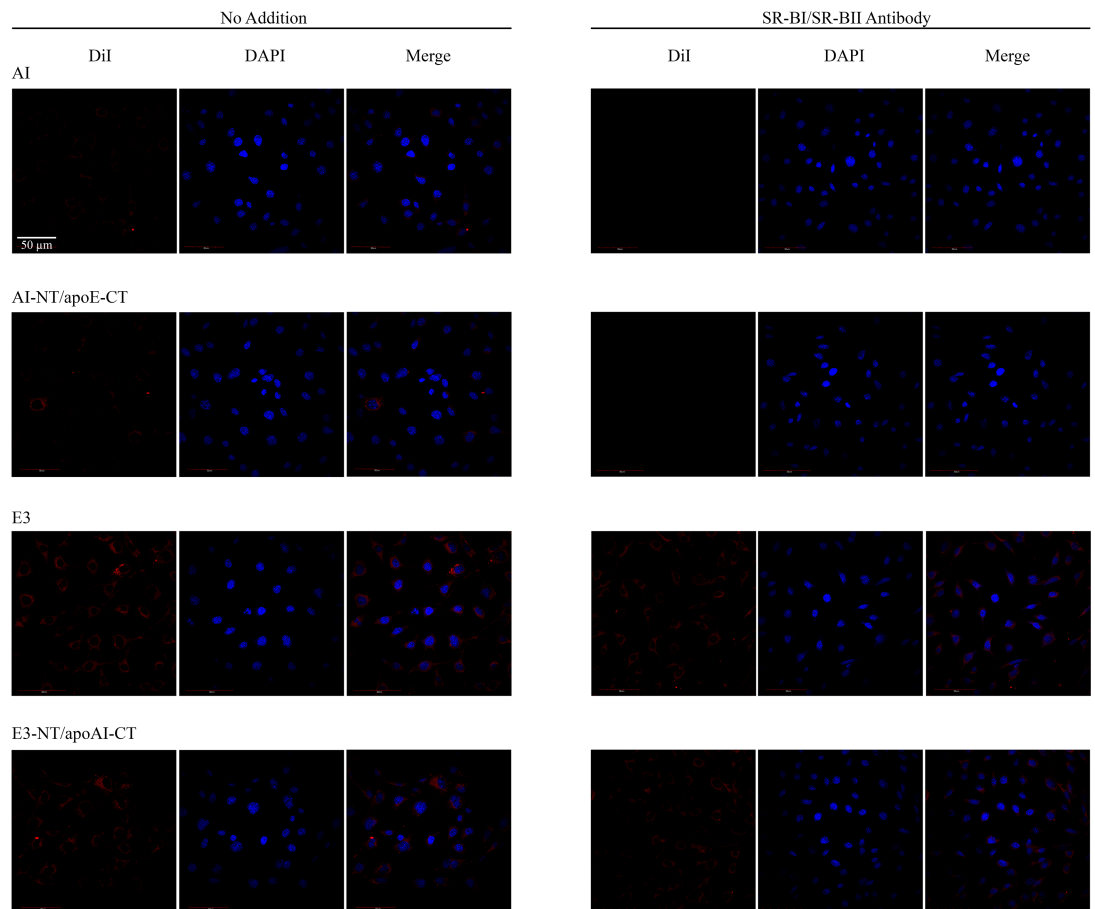 No Addition
SR-BI/SR-BII Antibody
DiI DAPI Merge
DiI DAPI Merge
AI
50 µm
AI-NT/apoE-CT
E3
E3-NT/apoAI-CT